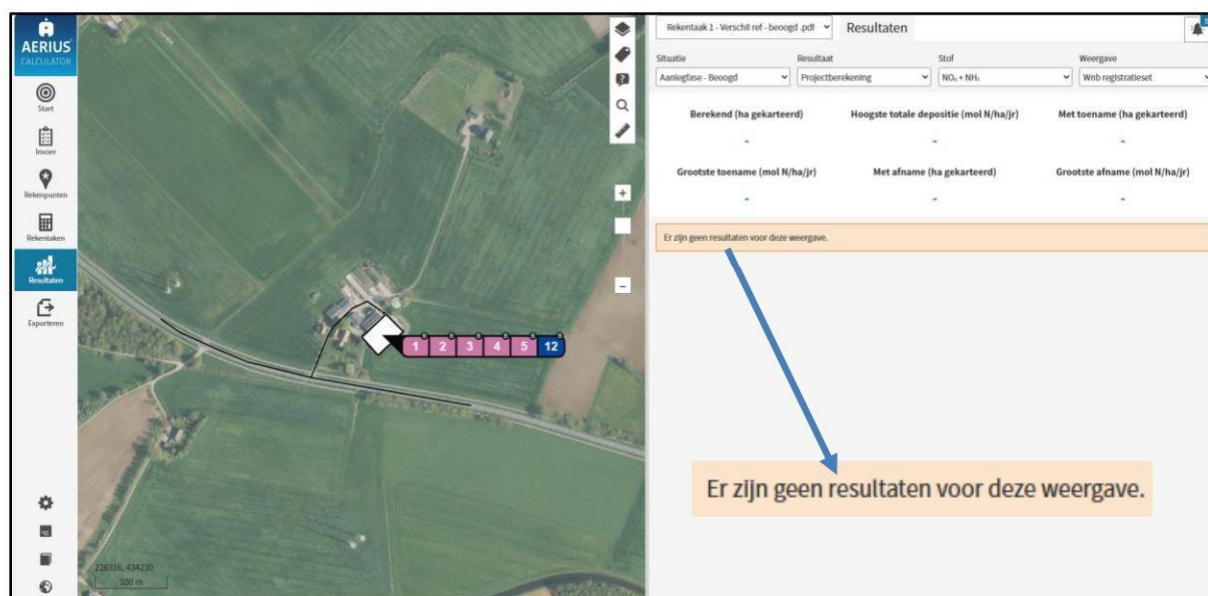 AERIUS
CALCULATOR
Start
Invoer
Rekenpunten
Rekentaken
Resultaten
Exporteren
1 2 3 4 5 12
100 m
Rekentaak 1 - Verschil ref - beoogd .pdf Resultaten
Situatie Resultaat Stof Weergave
Aanlegfase - Beoogd Projectberekening NOₓ + NH₃ Wnb registratieset
Berekend (ha gekarteerd) Hoogste totale depositie (mol N/ha/jr) Met toename (ha gekarteerd)
- - -
Grootste toename (mol N/ha/jr) Met afname (ha gekarteerd) Grootste afname (mol N/ha/jr)
- - -
Er zijn geen resultaten voor deze weergave.
Er zijn geen resultaten voor deze weergave.